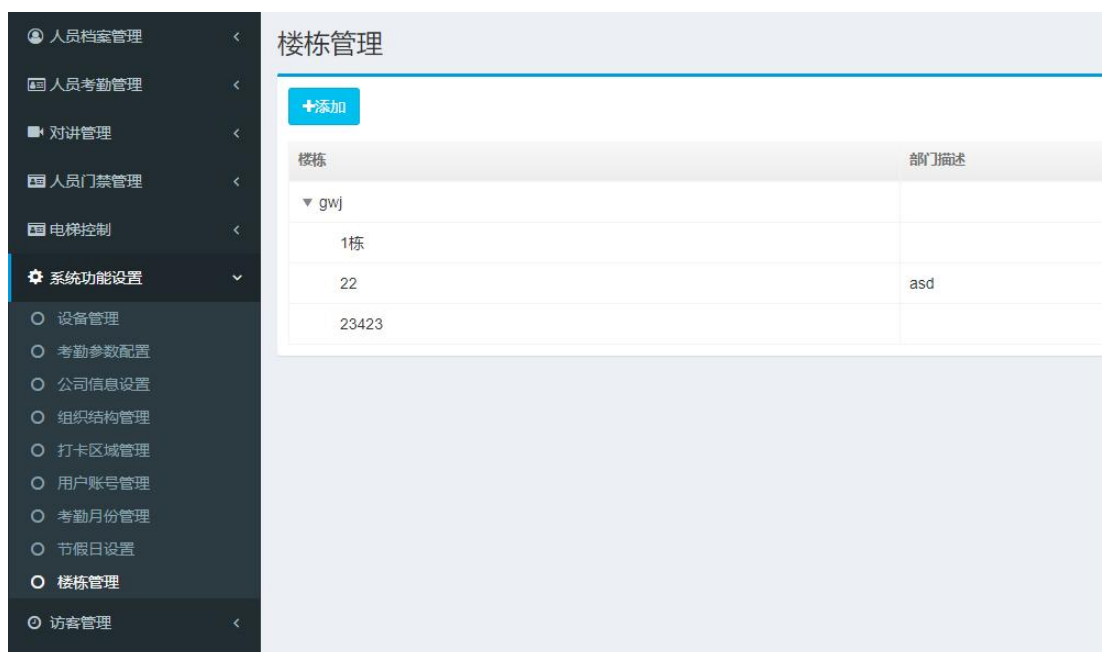 人员档案管理
人员考勤管理
对讲管理
人员门禁管理
电梯控制
系统功能设置
设备管理
考勤参数配置
公司信息设置
组织结构管理
打卡区域管理
用户账号管理
考勤月份管理
节假日设置
楼栋管理
访客管理
楼栋管理
+添加
楼栋 部门描述
gwj
1栋
22 asd
23423